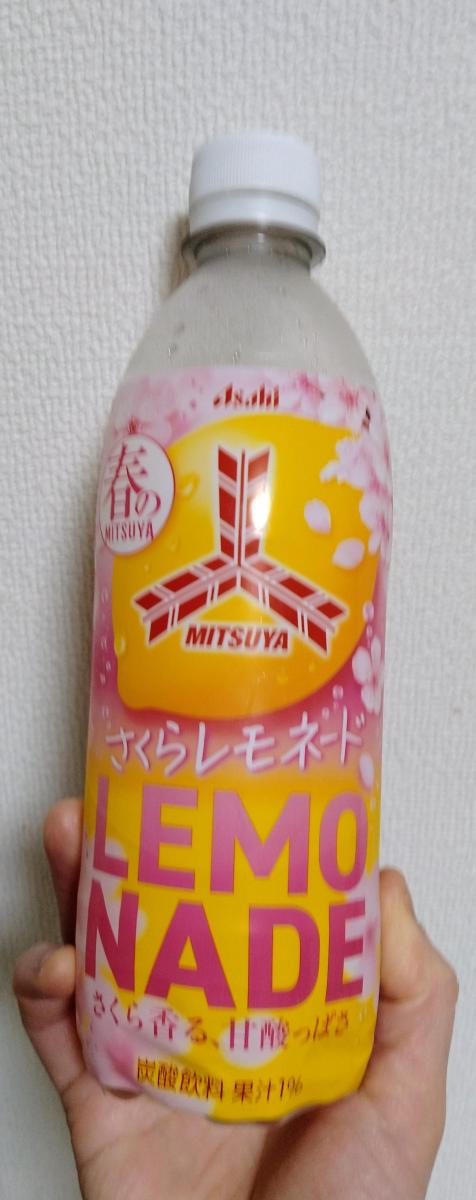 Asahi
春の
MITSUYA
MITSUYA
さくらレモネード
LEMO
NADE
さくら香る、甘酸っぱさ
炭酸飲料 果汁1%